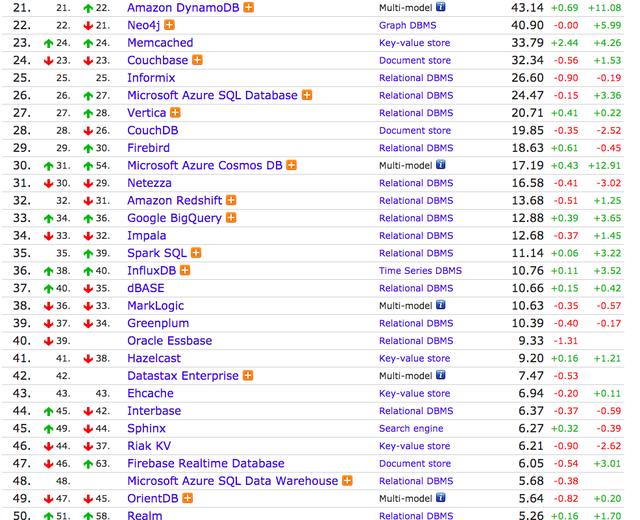 21. 21. 22. Amazon DynamoDB Multi-model i 43.14 +0.69 +11.08
22. 22. 21. Neo4j Graph DBMS 40.90 -0.00 +5.99
23. 24. 24. Memcached Key-value store 33.79 +2.44 +4.26
24. 23. 23. Couchbase Document store 32.34 -0.56 +1.53
25. 25. 25. Informix Relational DBMS 26.60 -0.90 -0.19
26. 26. 27. Microsoft Azure SQL Database Relational DBMS 24.47 -0.15 +3.36
27. 27. 28. Vertica Relational DBMS 20.71 +0.41 +0.22
28. 28. 26. CouchDB Document store 19.85 -0.35 -2.52
29. 29. 30. Firebird Relational DBMS 18.63 +0.61 -0.45
30. 31. 54. Microsoft Azure Cosmos DB Multi-model i 17.19 +0.43 +12.91
31. 30. 29. Netezza Relational DBMS 16.58 -0.41 -3.02
32. 32. 31. Amazon Redshift Relational DBMS 13.68 -0.51 +1.25
33. 34. 36. Google BigQuery Relational DBMS 12.88 +0.39 +3.65
34. 33. 32. Impala Relational DBMS 12.68 -0.37 +1.45
35. 35. 39. Spark SQL Relational DBMS 11.14 +0.06 +3.22
36. 38. 40. InfluxDB Time Series DBMS 10.76 +0.11 +3.52
37. 40. 35. dBASE Relational DBMS 10.66 +0.15 +0.42
38. 36. 33. MarkLogic Multi-model i 10.63 -0.35 -0.57
39. 37. 34. Greenplum Relational DBMS 10.39 -0.40 -0.17
40. 39. Oracle Essbase Relational DBMS 9.33 -1.31
41. 41. 38. Hazelcast Key-value store 9.20 +0.16 +1.21
42. 42. Datastax Enterprise Multi-model i 7.47 -0.53
43. 43. 43. Ehcache Key-value store 6.94 -0.20 +0.11
44. 45. 42. Interbase Relational DBMS 6.37 -0.37 -0.59
45. 49. 44. Sphinx Search engine 6.27 +0.32 -0.39
46. 44. 37. Riak KV Key-value store 6.21 -0.90 -2.62
47. 46. 63. Firebase Realtime Database Document store 6.05 -0.54 +3.01
48. 48. Microsoft Azure SQL Data Warehouse Relational DBMS 5.68 -0.38
49. 47. 45. OrientDB Multi-model i 5.64 -0.82 +0.20
50. 51. 58. Realm Relational DBMS 5.26 +0.16 +1.70